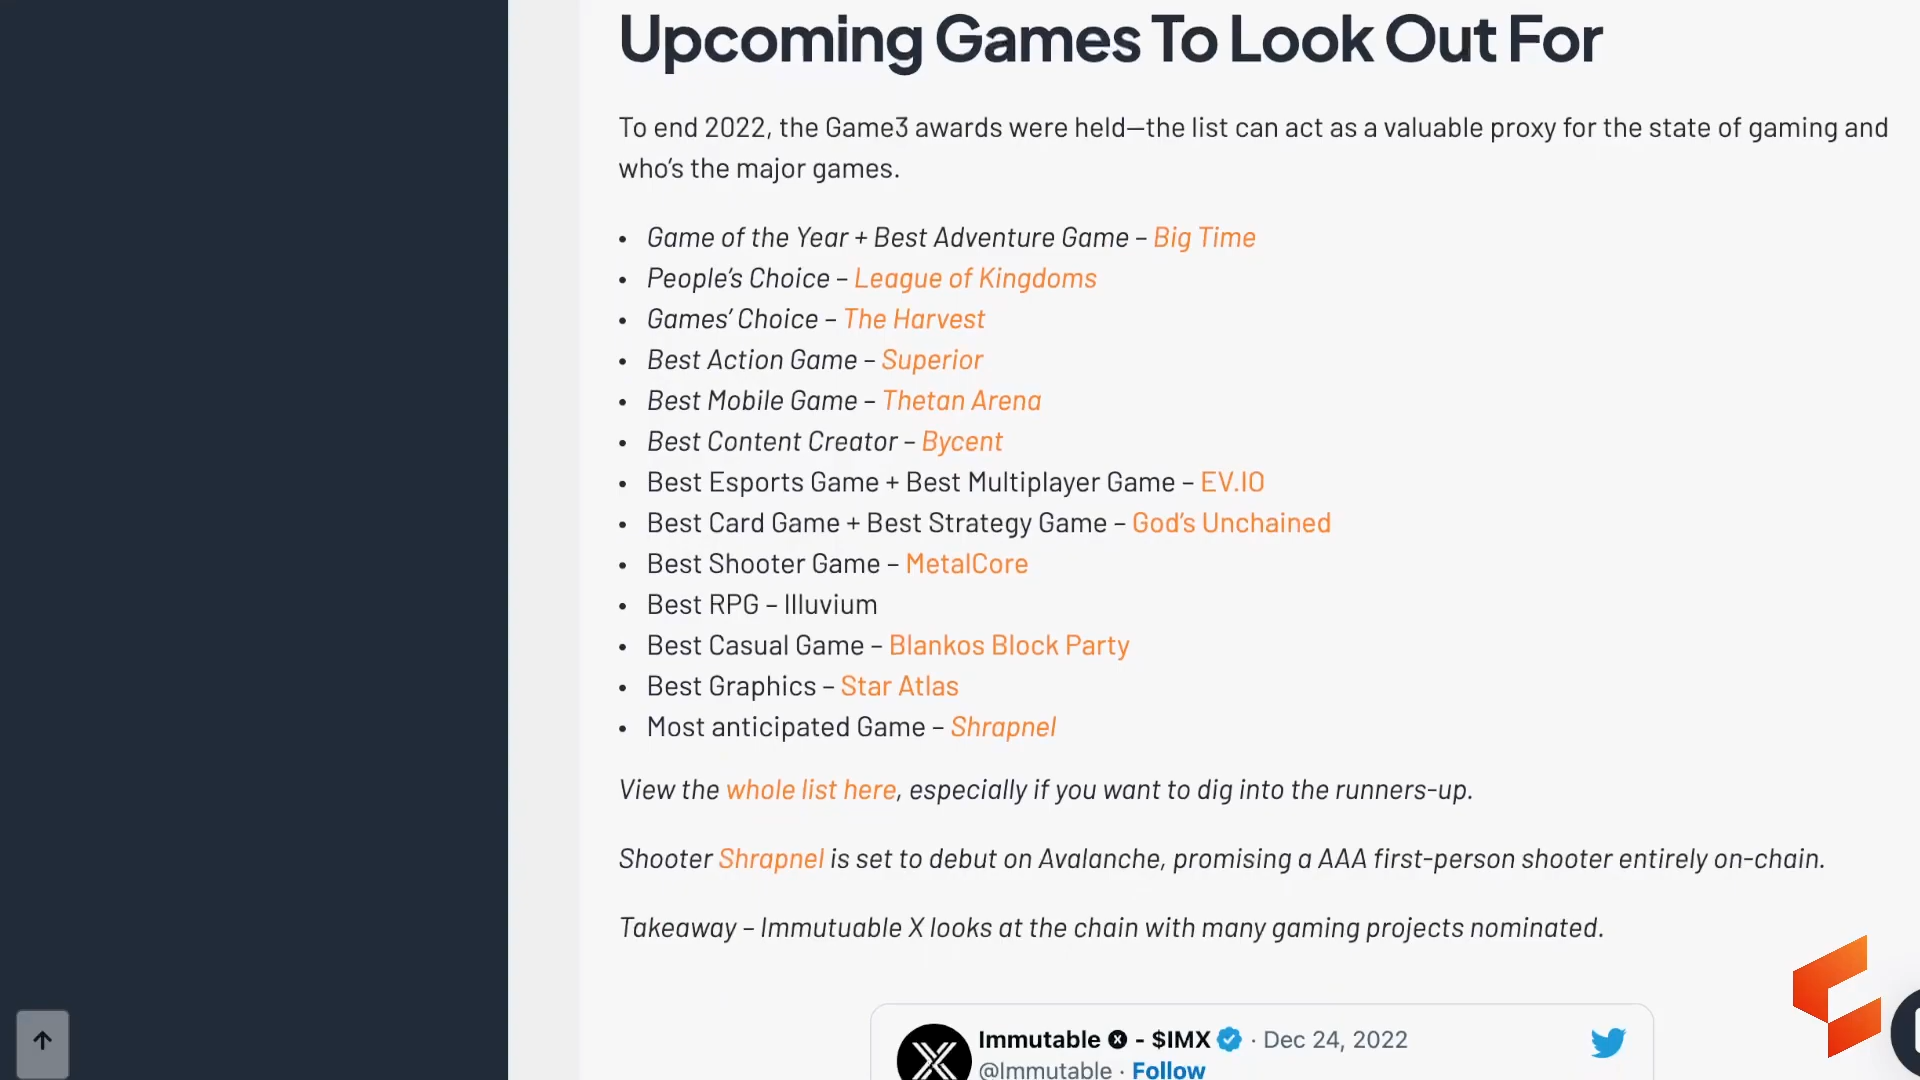 Upcoming Games To Look Out For
To end 2022, the Game3 awards were held—the list can act as a valuable proxy for the state of gaming and
who's the major games.
• Game of the Year + Best Adventure Game – Big Time
• People's Choice – League of Kingdoms
• Games' Choice – The Harvest
• Best Action Game – Superior
• Best Mobile Game – Thetan Arena
• Best Content Creator – Bycent
• Best Esports Game + Best Multiplayer Game – EV.IO
• Best Card Game + Best Strategy Game – God's Unchained
• Best Shooter Game – MetalCore
• Best RPG – Illuvium
• Best Casual Game – Blankos Block Party
• Best Graphics – Star Atlas
• Most anticipated Game – Shrapnel
View the whole list here, especially if you want to dig into the runners-up.
Shooter Shrapnel is set to debut on Avalanche, promising a AAA first-person shooter entirely on-chain.
Takeaway – Immutuable X looks at the chain with many gaming projects nominated.
Immutable - $IMX · Dec 24, 2022
@Immutable · Follow